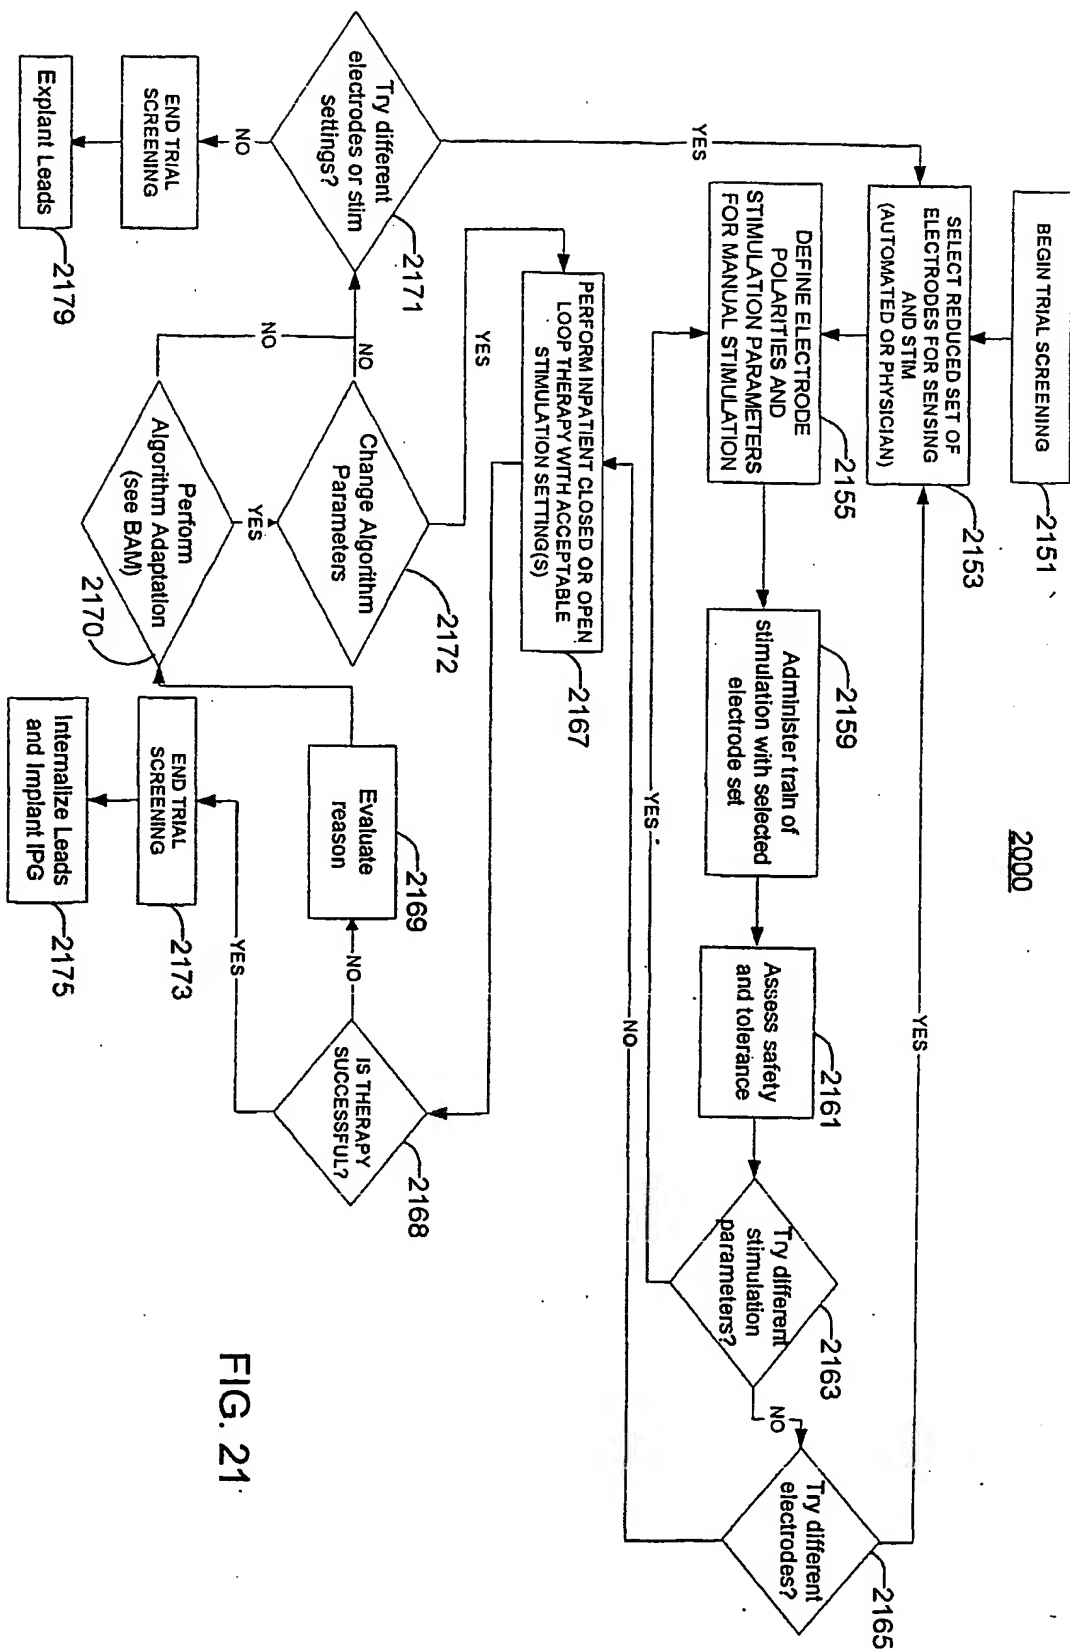 2000
BEGIN TRIAL SCREENING
2151
SELECT REDUCED SET OF
ELECTRODES FOR SENSING
AND STIM
(AUTOMATED OR PHYSICIAN)
2153
DEFINE ELECTRODE
POLARITIES AND
STIMULATION PARAMETERS
FOR MANUAL STIMULATION
2155
Administer train of
stimulation with selected
electrode set
2159
Assess safety
and tolerance
2161
Try different
stimulation
parameters?
2163
NO
Try different
electrodes?
2165
YES
YES
NO
YES
PERFORM INPATIENT CLOSED OR OPEN
LOOP THERAPY WITH ACCEPTABLE
STIMULATION SETTING(S)
2167
IS THERAPY
SUCCESSFUL?
2168
NO
Evaluate
reason
2169
YES
END TRIAL
SCREENING
2173
Internalize Leads
and Implant IPG
2175
Perform
Algorithm Adaptation
(see BAM)
2170
YES
NO
Change Algorithm
Parameters
2172
YES
NO
Try different
electrodes or stim
settings?
2171
NO
END TRIAL
SCREENING
Explant Leads
2179
FIG. 21